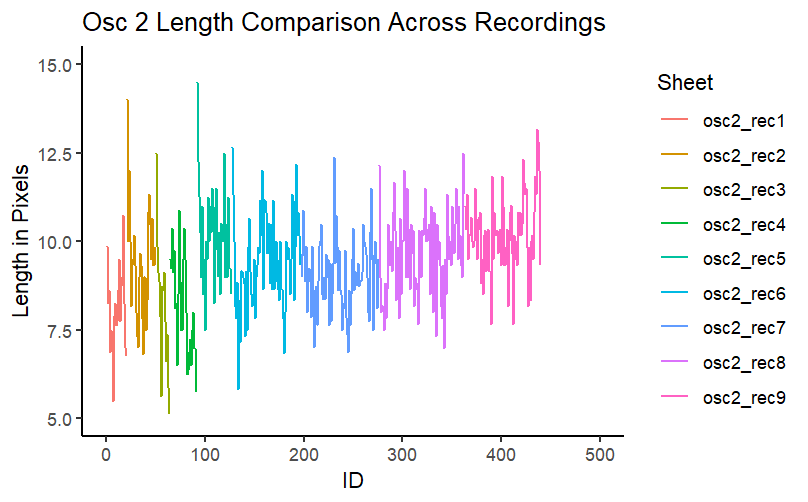 Osc 2 Length Comparison Across Recordings
15.0
12.5
10.0
7.5
5.0
Length in Pixels
0 100 200 300 400 500
ID
Sheet
osc2_rec1
osc2_rec2
osc2_rec3
osc2_rec4
osc2_rec5
osc2_rec6
osc2_rec7
osc2_rec8
osc2_rec9